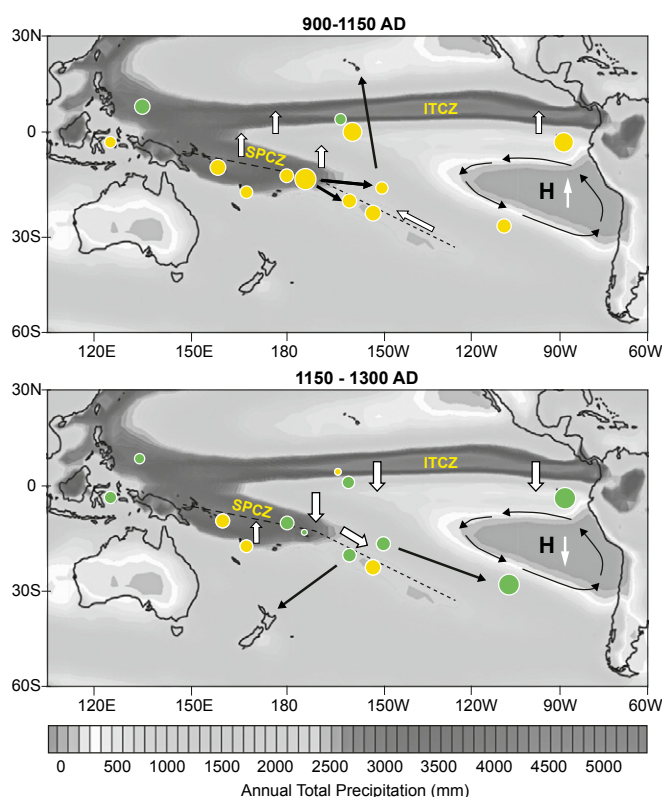 900-1150 AD
30N
0
30S
60S
ITCZ
SPCZ
H
120E 150E 180 150W 120W 90W 60W
1150 - 1300 AD
30N
0
30S
60S
ITCZ
SPCZ
H
120E 150E 180 150W 120W 90W 60W
0 500 1000 1500 2000 2500 3000 3500 4000 4500 5000
Annual Total Precipitation (mm)